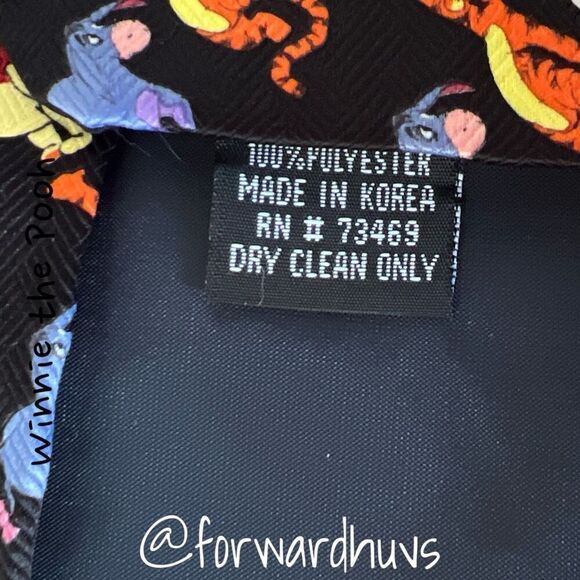 100% POLYESTER
MADE IN KOREA
RN # 73469
DRY CLEAN ONLY
Winnie the Pooh
@forwardhuvs